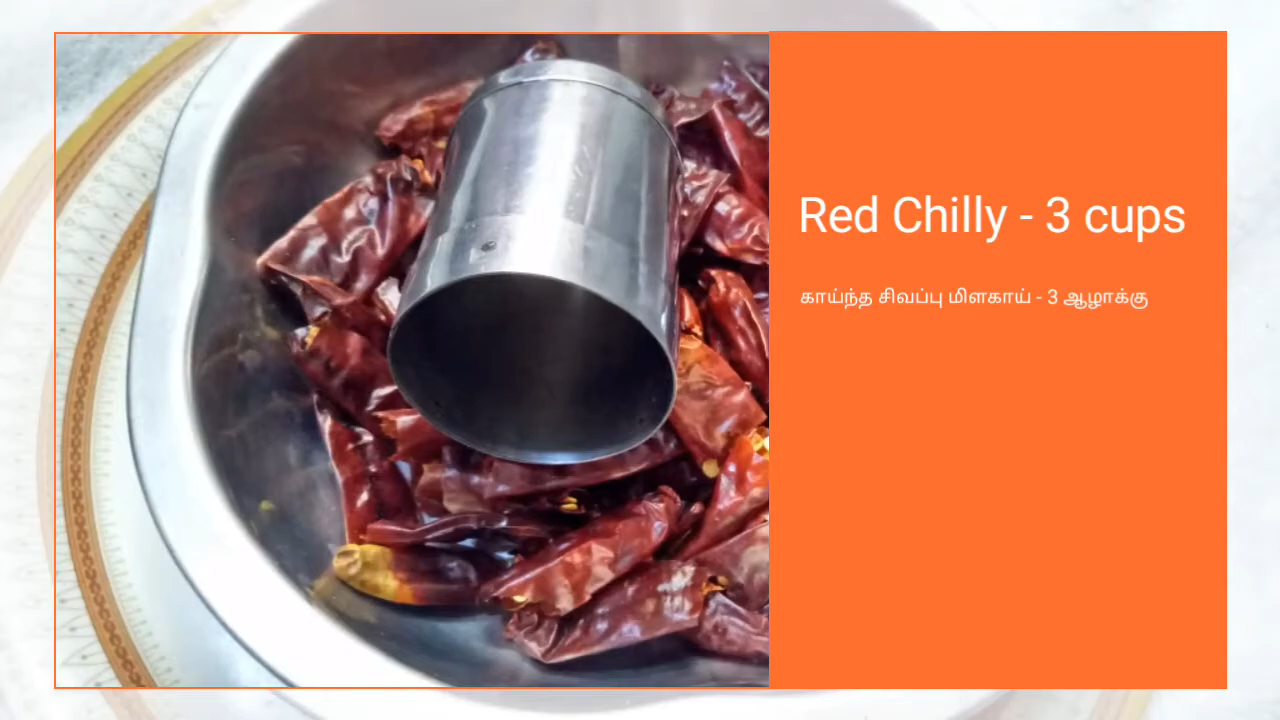 Red Chilly - 3 cups
காய்ந்த சிவப்பு மிளகாய் - 3 ஆழாக்கு